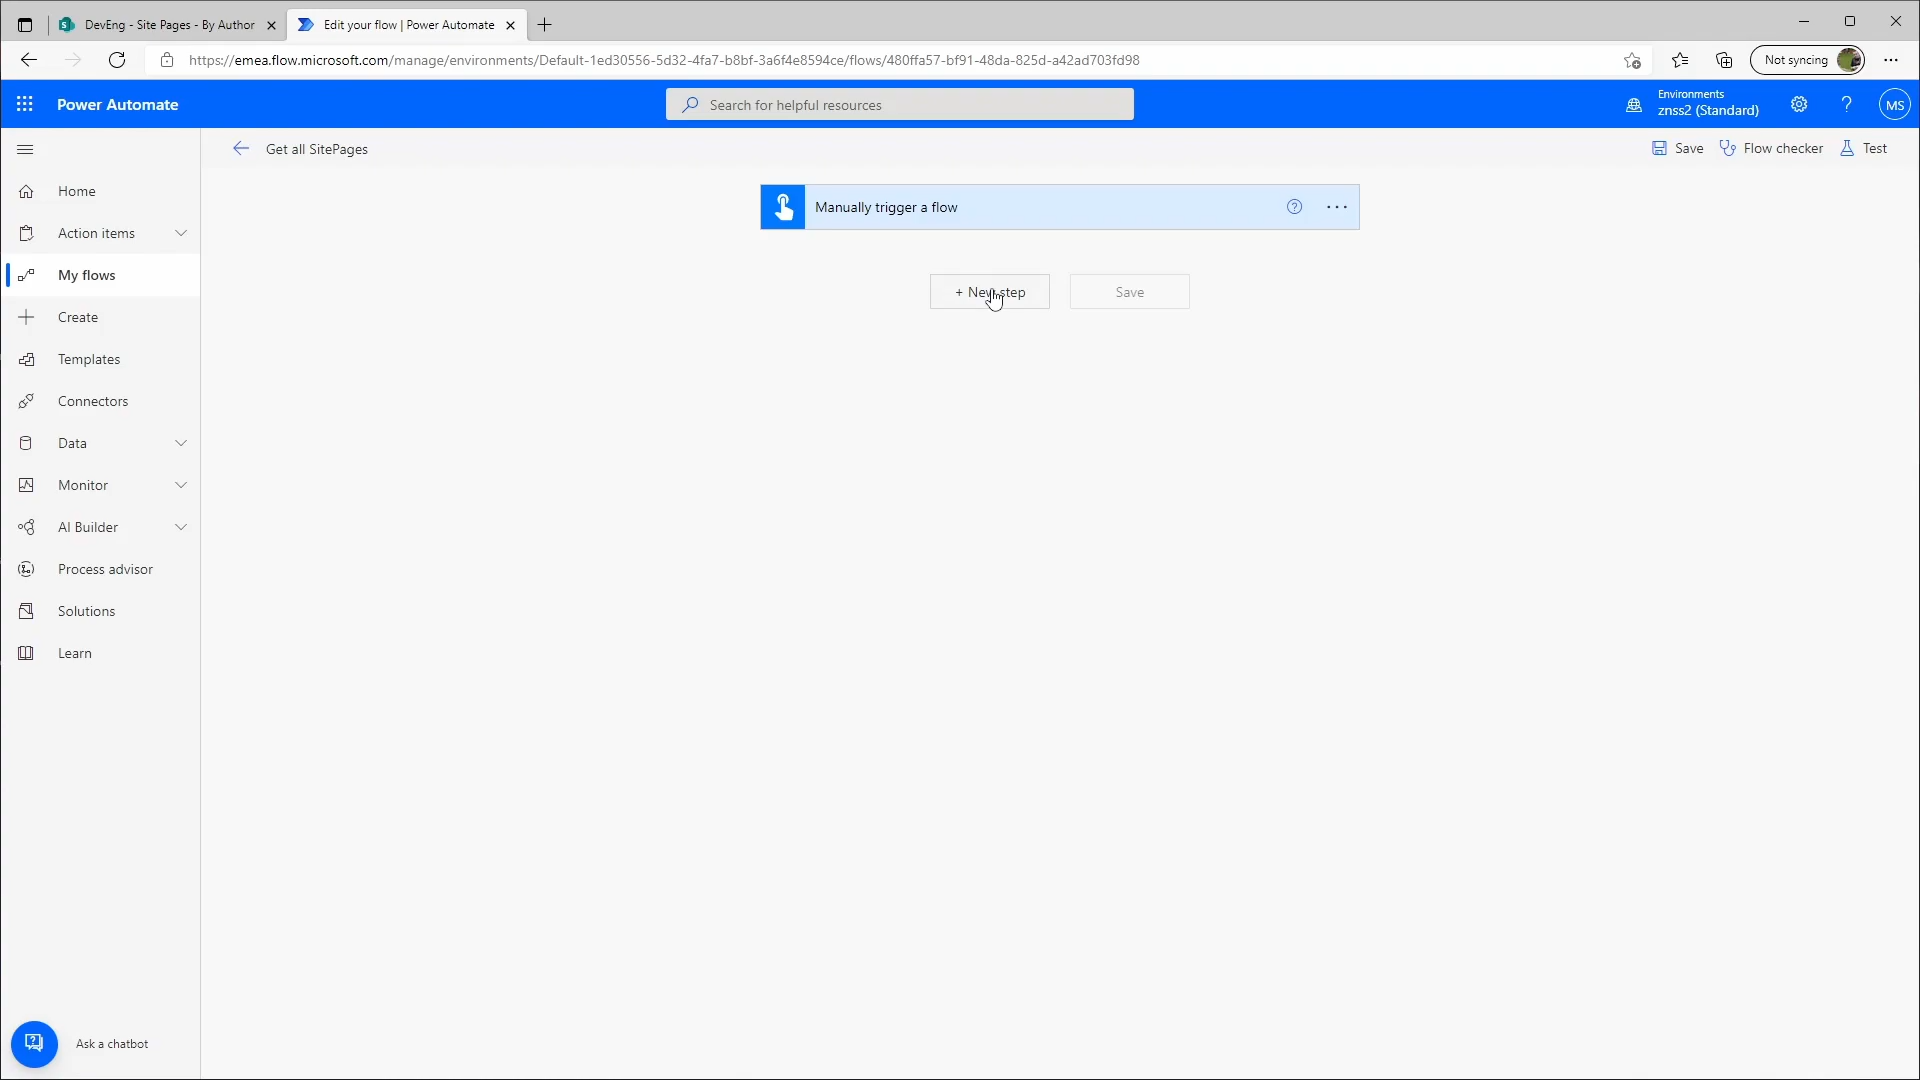 DevEng - Site Pages - By Author
Edit your flow | Power Automate
https://emea.flow.microsoft.com/manage/environments/Default-1ed30556-5d32-4fa7-b8bf-3a6f4e8594ce/flows/480ffa57-bf91-48da-825d-a42ad703fd98
Not syncing
Power Automate
Search for helpful resources
Environments
znss2 (Standard)
MS
Get all SitePages
Save
Flow checker
Test
Home
Action items
My flows
Create
Templates
Connectors
Data
Monitor
AI Builder
Process advisor
Solutions
Learn
Manually trigger a flow
+ New step
Save
Ask a chatbot